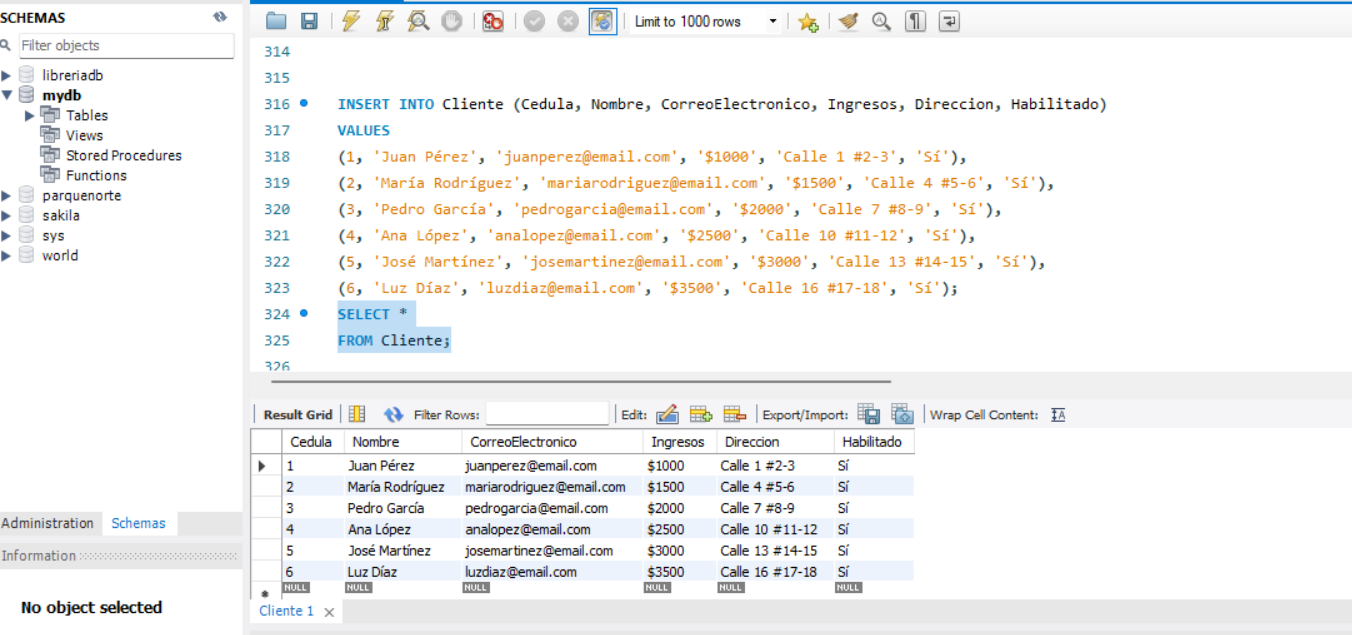 SCHEMAS
Filter objects
libreriadb
mydb
Tables
Views
Stored Procedures
Functions
parquenorte
sakila
sys
world
Administration Schemas
Information
No object selected
Limit to 1000 rows
314
315
316 INSERT INTO Cliente (Cedula, Nombre, CorreoElectronico, Ingresos, Direccion, Habilitado)
317 VALUES
318 (1, 'Juan Pérez', 'juanperez@email.com', '$1000', 'Calle 1 #2-3', 'Sí'),
319 (2, 'María Rodríguez', 'mariarodriguez@email.com', '$1500', 'Calle 4 #5-6', 'Sí'),
320 (3, 'Pedro García', 'pedrogarcia@email.com', '$2000', 'Calle 7 #8-9', 'Sí'),
321 (4, 'Ana López', 'analopez@email.com', '$2500', 'Calle 10 #11-12', 'Sí'),
322 (5, 'José Martínez', 'josemartinez@email.com', '$3000', 'Calle 13 #14-15', 'Sí'),
323 (6, 'Luz Díaz', 'luzdiaz@email.com', '$3500', 'Calle 16 #17-18', 'Sí');
324 SELECT *
325 FROM Cliente;
326
Result Grid Filter Rows: Edit: Export/Import: Wrap Cell Content:
Cedula Nombre CorreoElectronico Ingresos Direccion Habilitado
1 Juan Pérez juanperez@email.com $1000 Calle 1 #2-3 Sí
2 María Rodríguez mariarodriguez@email.com $1500 Calle 4 #5-6 Sí
3 Pedro García pedrogarcia@email.com $2000 Calle 7 #8-9 Sí
4 Ana López analopez@email.com $2500 Calle 10 #11-12 Sí
5 José Martínez josemartinez@email.com $3000 Calle 13 #14-15 Sí
6 Luz Díaz luzdiaz@email.com $3500 Calle 16 #17-18 Sí
NULL NULL NULL NULL NULL NULL
Cliente 1